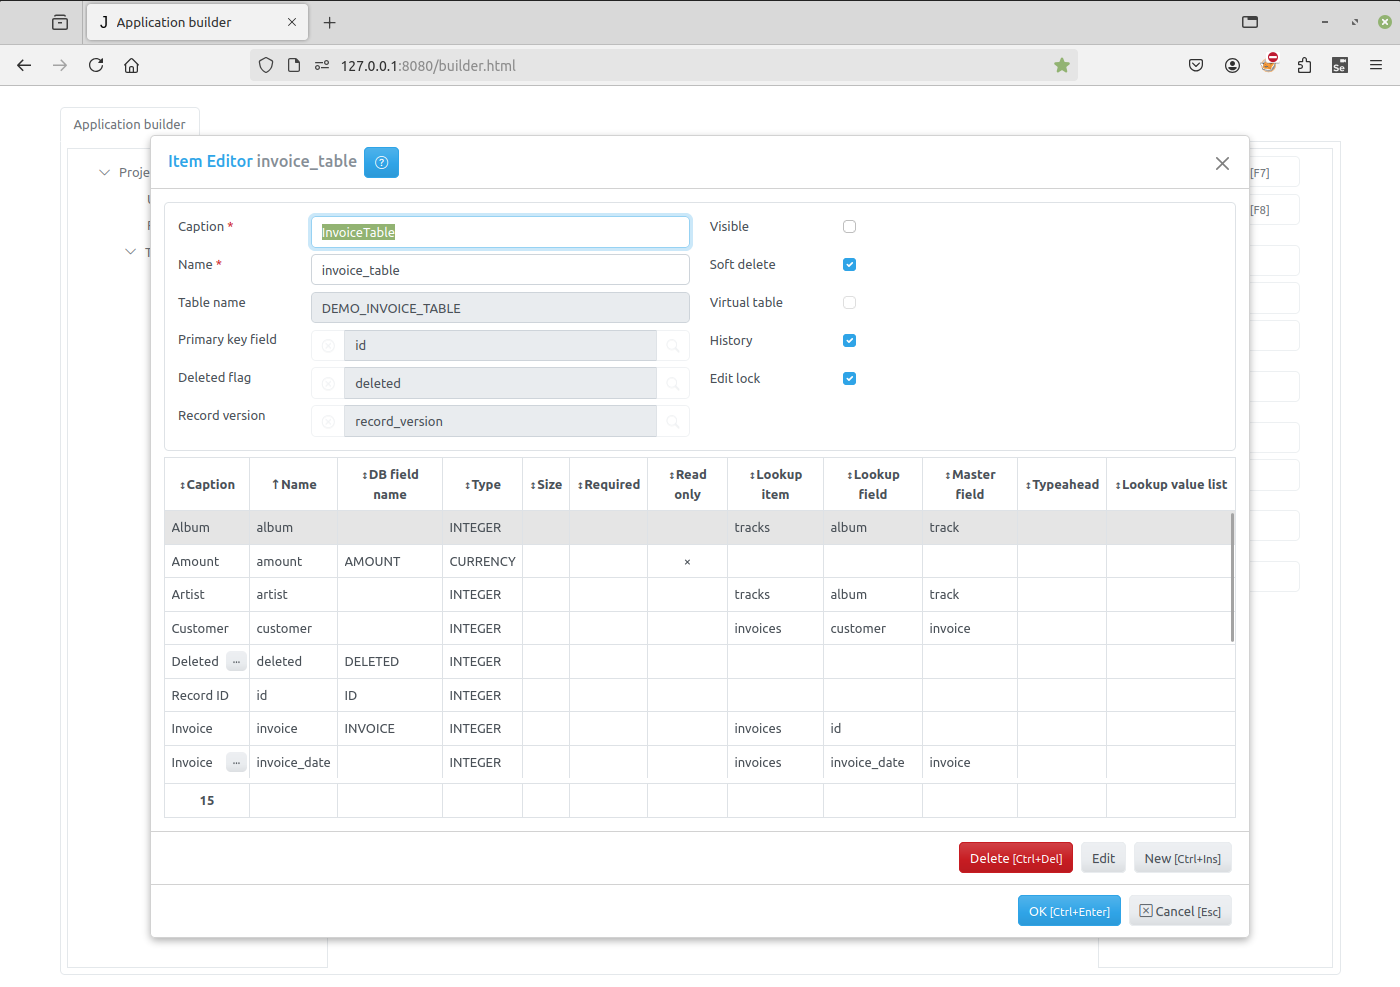 J Application builder
127.0.0.1:8080/builder.html
Application builder
Item Editor invoice_table
Proje
[F7]
[F8]
Caption *
InvoiceTable
Visible
Name *
invoice_table
Soft delete
Table name
DEMO_INVOICE_TABLE
Virtual table
Primary key field
id
History
Deleted flag
deleted
Edit lock
Record version
record_version
↕Caption ↑Name ↕DB field name ↕Type ↕Size ↕Required ↕Read only ↕Lookup item ↕Lookup field ↕Master field ↕Typeahead ↕Lookup value list
Album album INTEGER tracks album track
Amount amount AMOUNT CURRENCY ×
Artist artist INTEGER tracks album track
Customer customer INTEGER invoices customer invoice
Deleted ... deleted DELETED INTEGER
Record ID id ID INTEGER
Invoice invoice INVOICE INTEGER invoices id
Invoice ... invoice_date INTEGER invoices invoice_date invoice
15
Delete [Ctrl+Del] Edit New [Ctrl+Ins]
OK [Ctrl+Enter] Cancel [Esc]